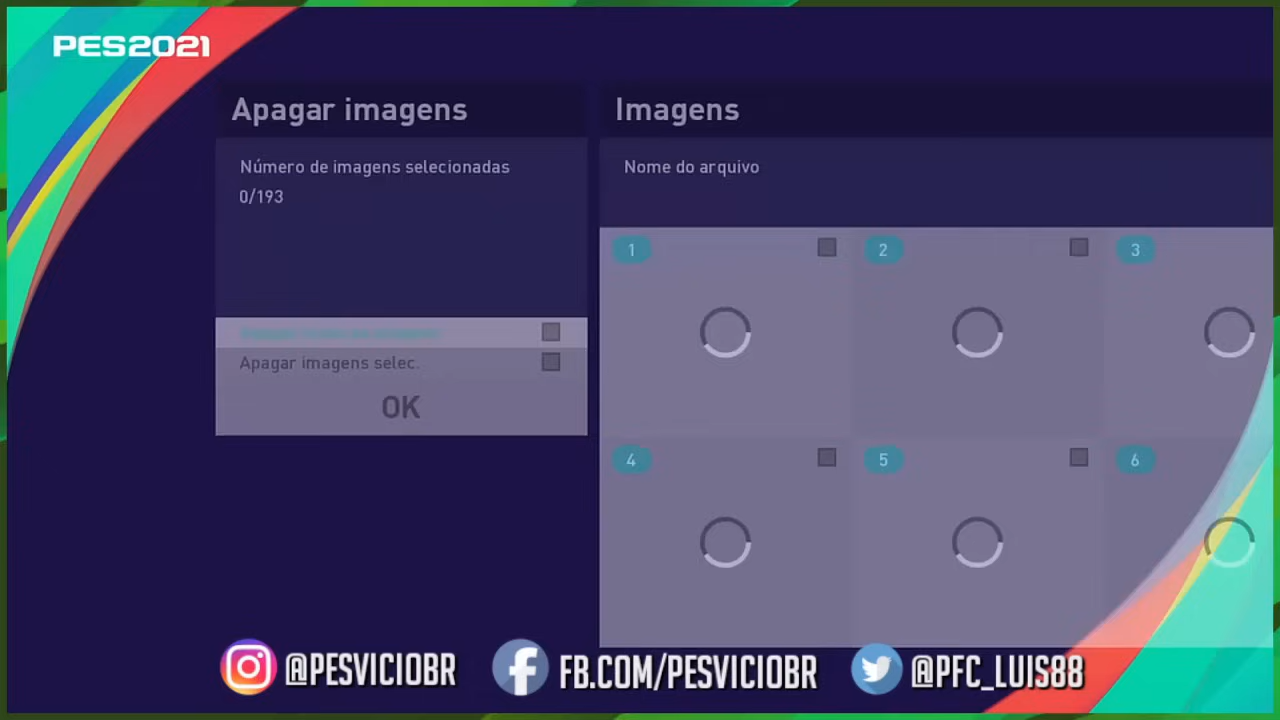 PES2021
Apagar imagens
Número de imagens selecionadas
0/193
Apagar imagens selec.
OK
Imagens
Nome do arquivo
1
2
3
4
5
6
@PESVICIOBR
FB.COM/PESVICIOBR
@PFC_LUIS88